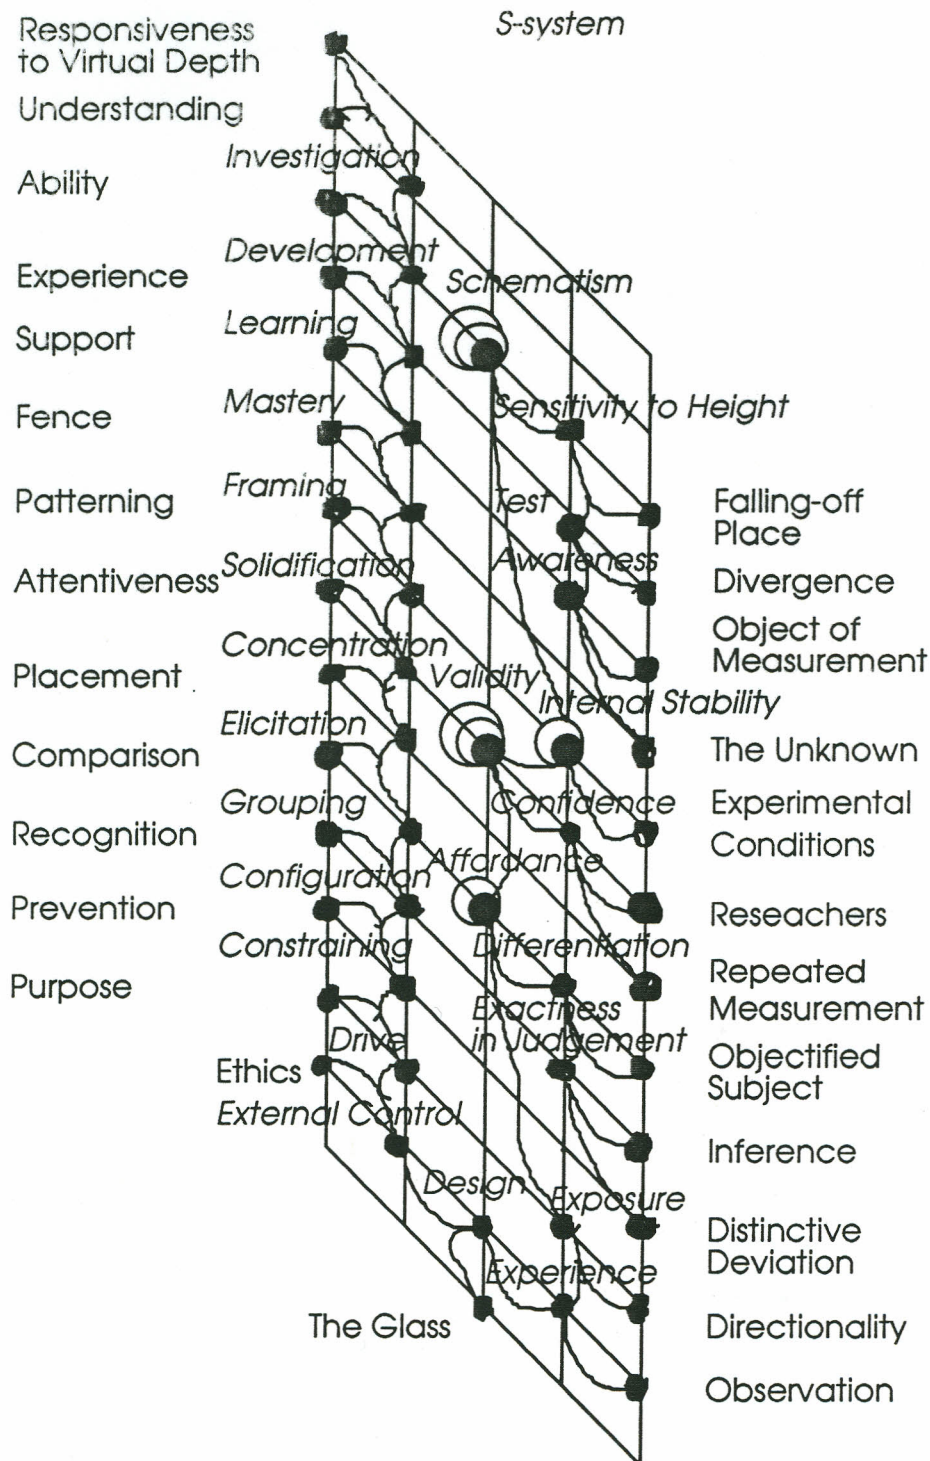 S-system
Responsiveness
to Virtual Depth
Understanding
Investigation
Ability
Development
Experience
Schematism
Learning
Support
Mastery
Sensitivity to Height
Fence
Framing
Test
Patterning
Falling-off
Place
Solidification
Awareness
Attentiveness
Divergence
Concentration
Object of
Measurement
Placement
Validity
Internal Stability
Elicitation
Comparison
The Unknown
Grouping
Confidence
Experimental
Conditions
Recognition
Affordance
Configuration
Prevention
Reseachers
Constraining
Differentiation
Repeated
Measurement
Purpose
Exactness
in Judgement
Drive
Objectified
Subject
Ethics
External Control
Inference
Design
Exposure
Distinctive
Deviation
Experience
The Glass
Directionality
Observation